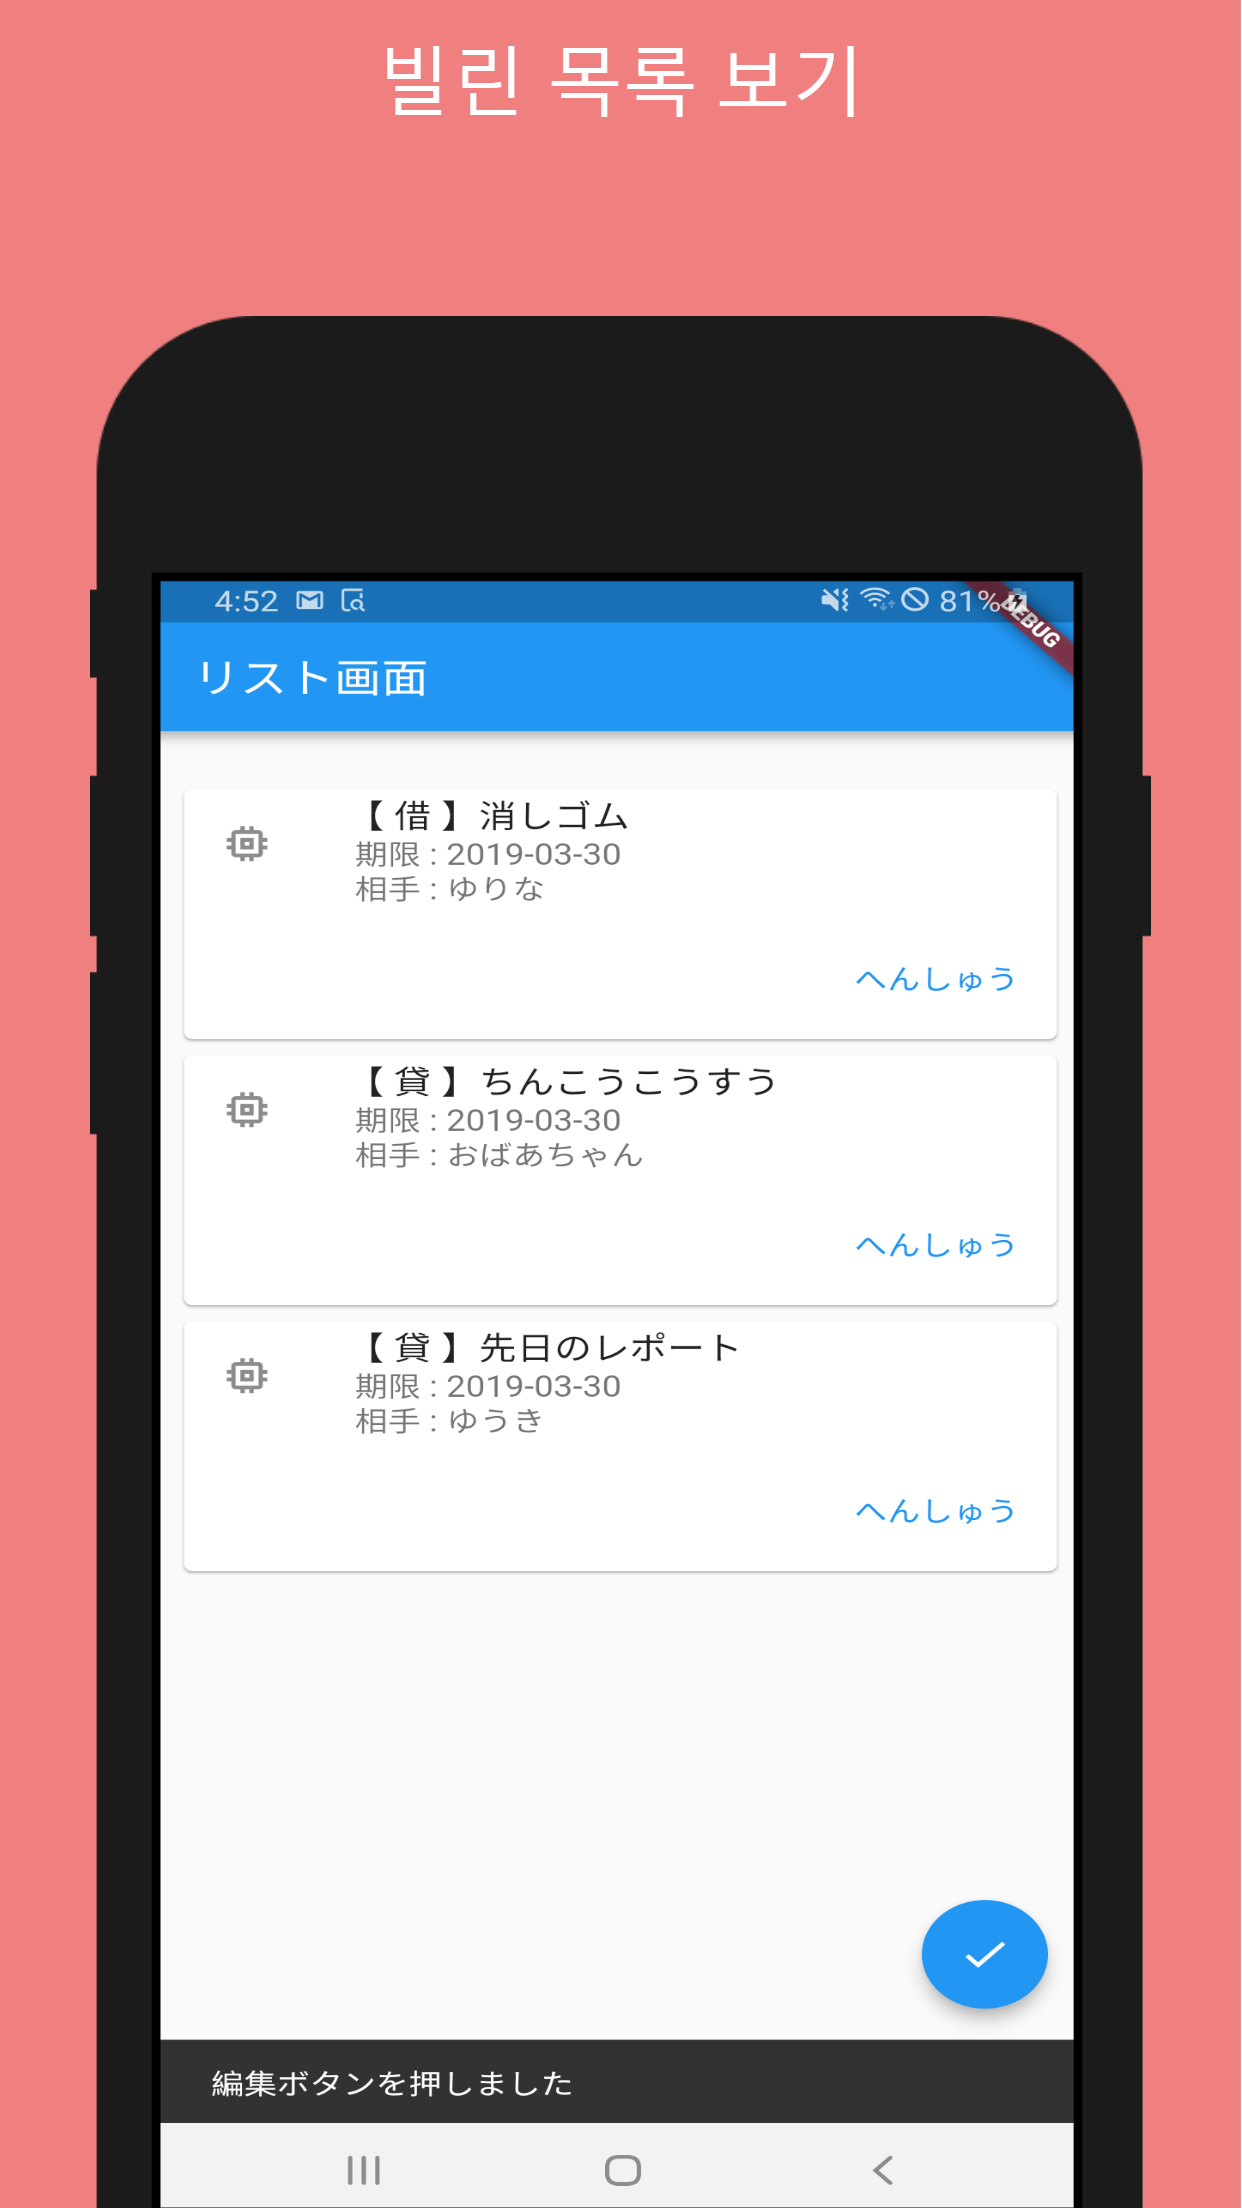 빌린 목록 보기
4:52
81%
DEBUG
リスト画面
【 借 】 消しゴム
期限 : 2019-03-30
相手 : ゆりな
へんしゅう
【 貸 】 ちんこうこうすう
期限 : 2019-03-30
相手 : おばあちゃん
へんしゅう
【 貸 】 先日のレポート
期限 : 2019-03-30
相手 : ゆうき
へんしゅう
編集ボタンを押しました